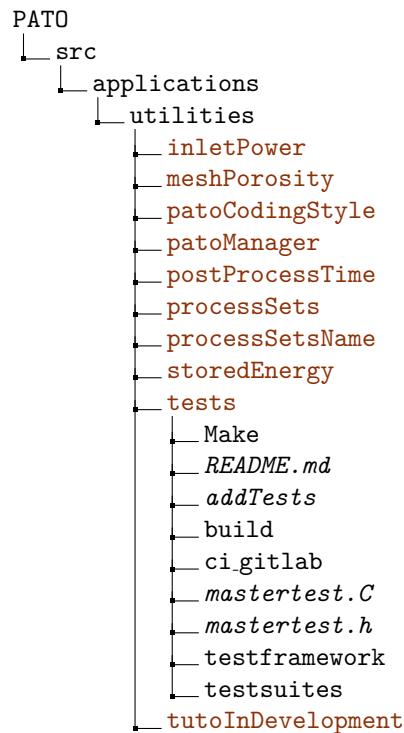 PATO
src
applications
utilities
inletPower
meshPorosity
patoCodingStyle
patoManager
postProcessTime
processSets
processSetsName
storedEnergy
tests
Make
README.md
addTests
build
ci_gitlab
mastertest.C
mastertest.h
testframework
testsuites
tutoInDevelopment